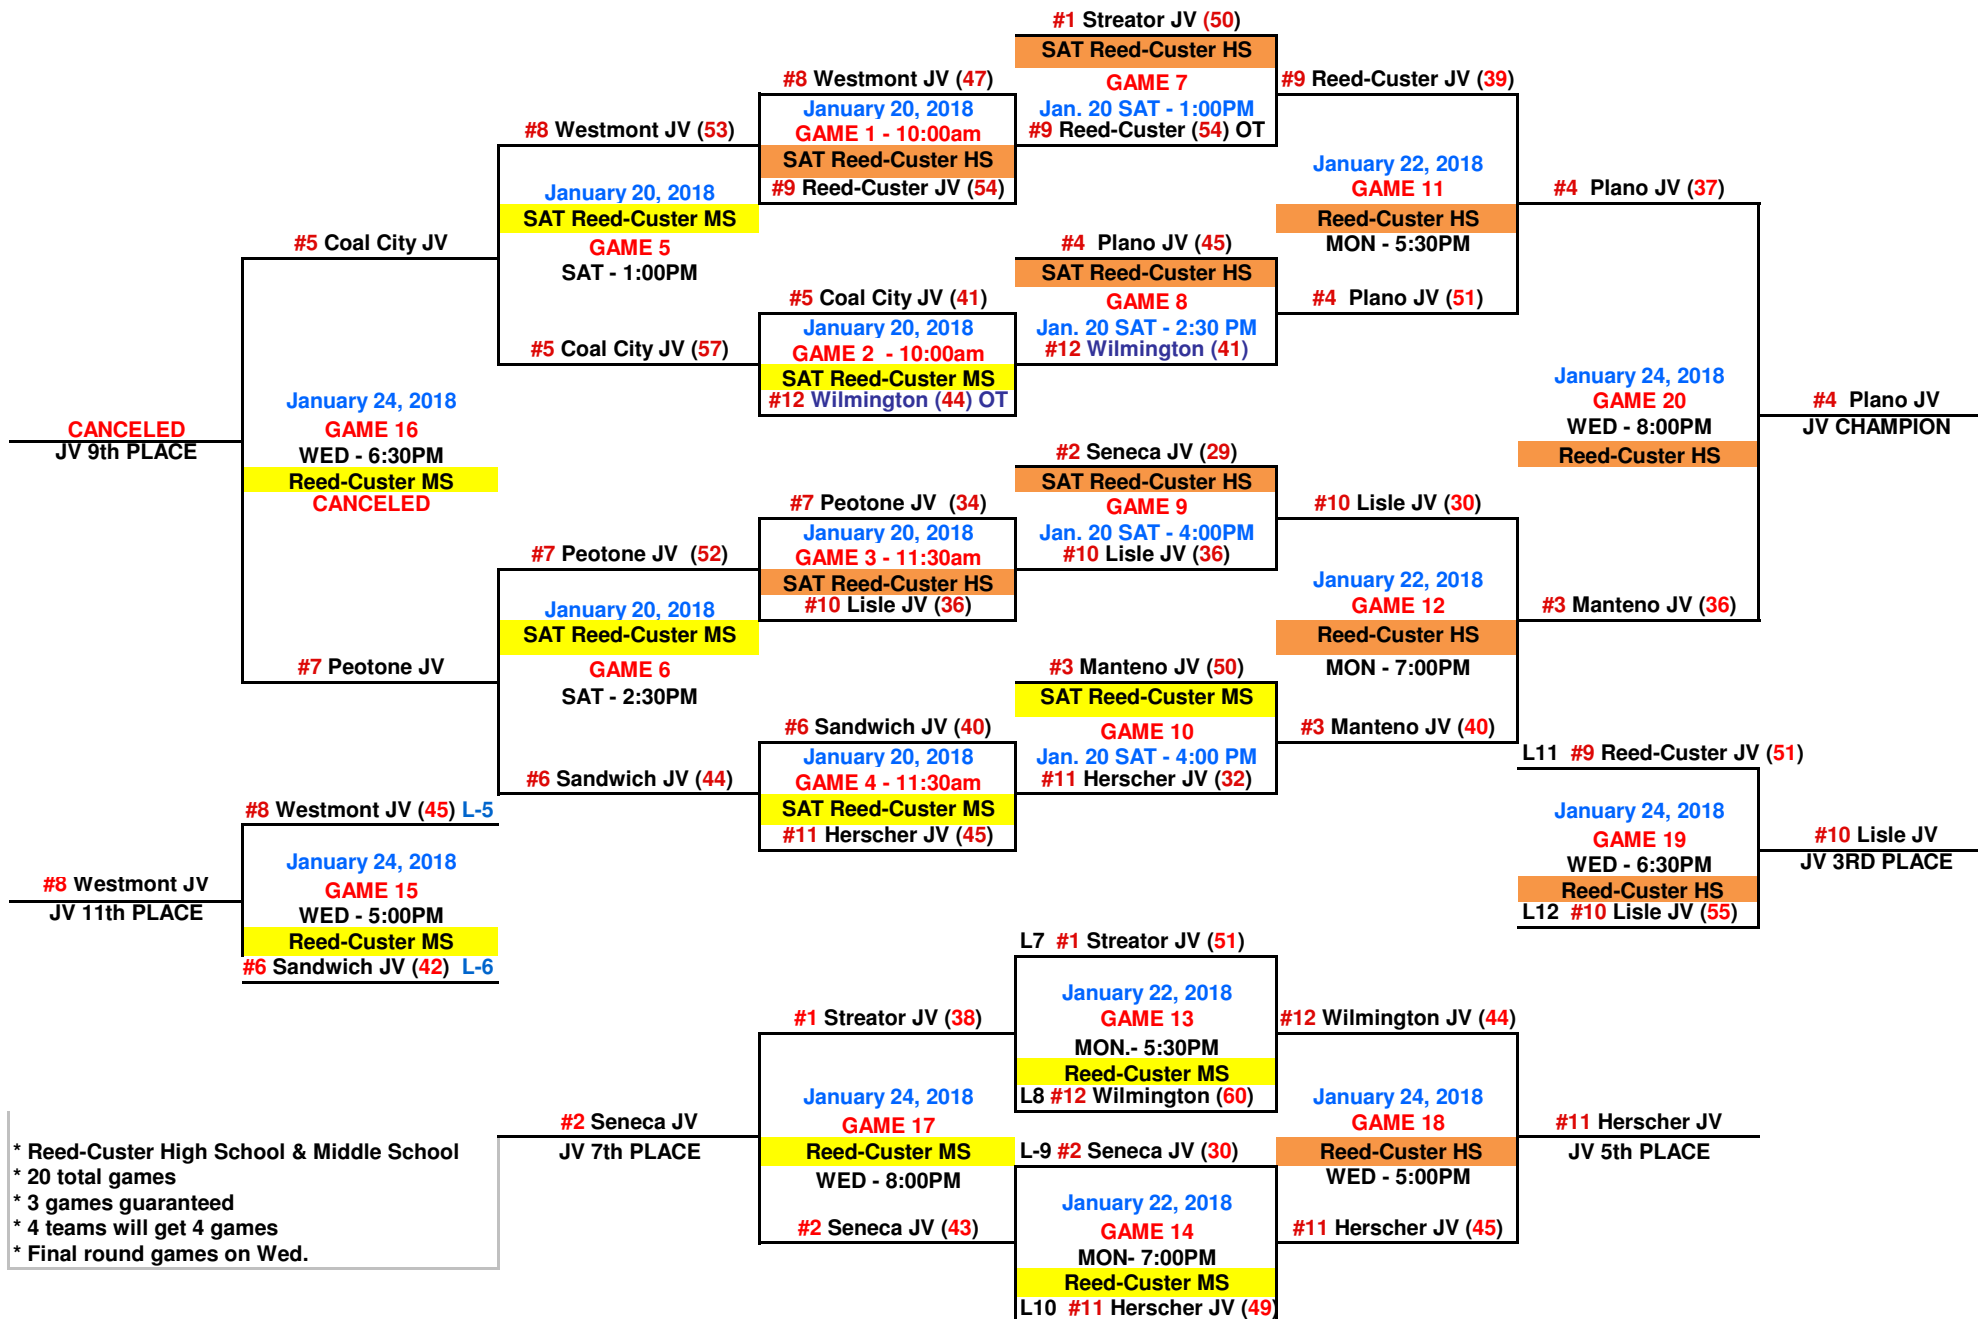 #1 Streator JV (50)
SAT Reed-Custer HS
GAME 7
Jan. 20 SAT - 1:00PM
#9 Reed-Custer (54) OT
#8 Westmont JV (47)
January 20, 2018
GAME 1 - 10:00am
SAT Reed-Custer HS
#9 Reed-Custer JV (54)
#9 Reed-Custer JV (39)
January 22, 2018
GAME 11
Reed-Custer HS
MON - 5:30PM
#4 Plano JV (51)
#8 Westmont JV (53)
January 20, 2018
SAT Reed-Custer MS
GAME 5
SAT - 1:00PM
#5 Coal City JV (57)
#4 Plano JV (37)
#5 Coal City JV
#4 Plano JV (45)
SAT Reed-Custer HS
GAME 8
Jan. 20 SAT - 2:30 PM
#12 Wilmington (41)
#5 Coal City JV (41)
January 20, 2018
GAME 2 - 10:00am
SAT Reed-Custer MS
#12 Wilmington (44) OT
January 24, 2018
GAME 20
WED - 8:00PM
Reed-Custer HS
#4 Plano JV
JV CHAMPION
CANCELED
JV 9th PLACE
January 24, 2018
GAME 16
WED - 6:30PM
Reed-Custer MS
CANCELED
#2 Seneca JV (29)
SAT Reed-Custer HS
GAME 9
Jan. 20 SAT - 4:00PM
#10 Lisle JV (36)
#7 Peotone JV (34)
January 20, 2018
GAME 3 - 11:30am
SAT Reed-Custer HS
#10 Lisle JV (36)
#10 Lisle JV (30)
January 22, 2018
GAME 12
Reed-Custer HS
MON - 7:00PM
#3 Manteno JV (40)
#7 Peotone JV (52)
January 20, 2018
SAT Reed-Custer MS
GAME 6
SAT - 2:30PM
#6 Sandwich JV (44)
#3 Manteno JV (36)
#7 Peotone JV
#3 Manteno JV (50)
SAT Reed-Custer MS
GAME 10
Jan. 20 SAT - 4:00 PM
#11 Herscher JV (32)
#6 Sandwich JV (40)
January 20, 2018
GAME 4 - 11:30am
SAT Reed-Custer MS
#11 Herscher JV (45)
L11 #9 Reed-Custer JV (51)
January 24, 2018
GAME 19
WED - 6:30PM
Reed-Custer HS
L12 #10 Lisle JV (55)
#10 Lisle JV
JV 3RD PLACE
#8 Westmont JV (45) L-5
January 24, 2018
GAME 15
WED - 5:00PM
Reed-Custer MS
#6 Sandwich JV (42) L-6
#8 Westmont JV
JV 11th PLACE
L7 #1 Streator JV (51)
January 22, 2018
GAME 13
MON.- 5:30PM
Reed-Custer MS
L8 #12 Wilmington (60)
#1 Streator JV (38)
January 24, 2018
GAME 17
Reed-Custer MS
WED - 8:00PM
#2 Seneca JV (43)
#12 Wilmington JV (44)
January 24, 2018
GAME 18
Reed-Custer HS
WED - 5:00PM
#11 Herscher JV (45)
#2 Seneca JV
JV 7th PLACE
#11 Herscher JV
JV 5th PLACE
L-9 #2 Seneca JV (30)
January 22, 2018
GAME 14
MON- 7:00PM
Reed-Custer MS
L10 #11 Herscher JV (49)
* Reed-Custer High School & Middle School
* 20 total games
* 3 games guaranteed
* 4 teams will get 4 games
* Final round games on Wed.